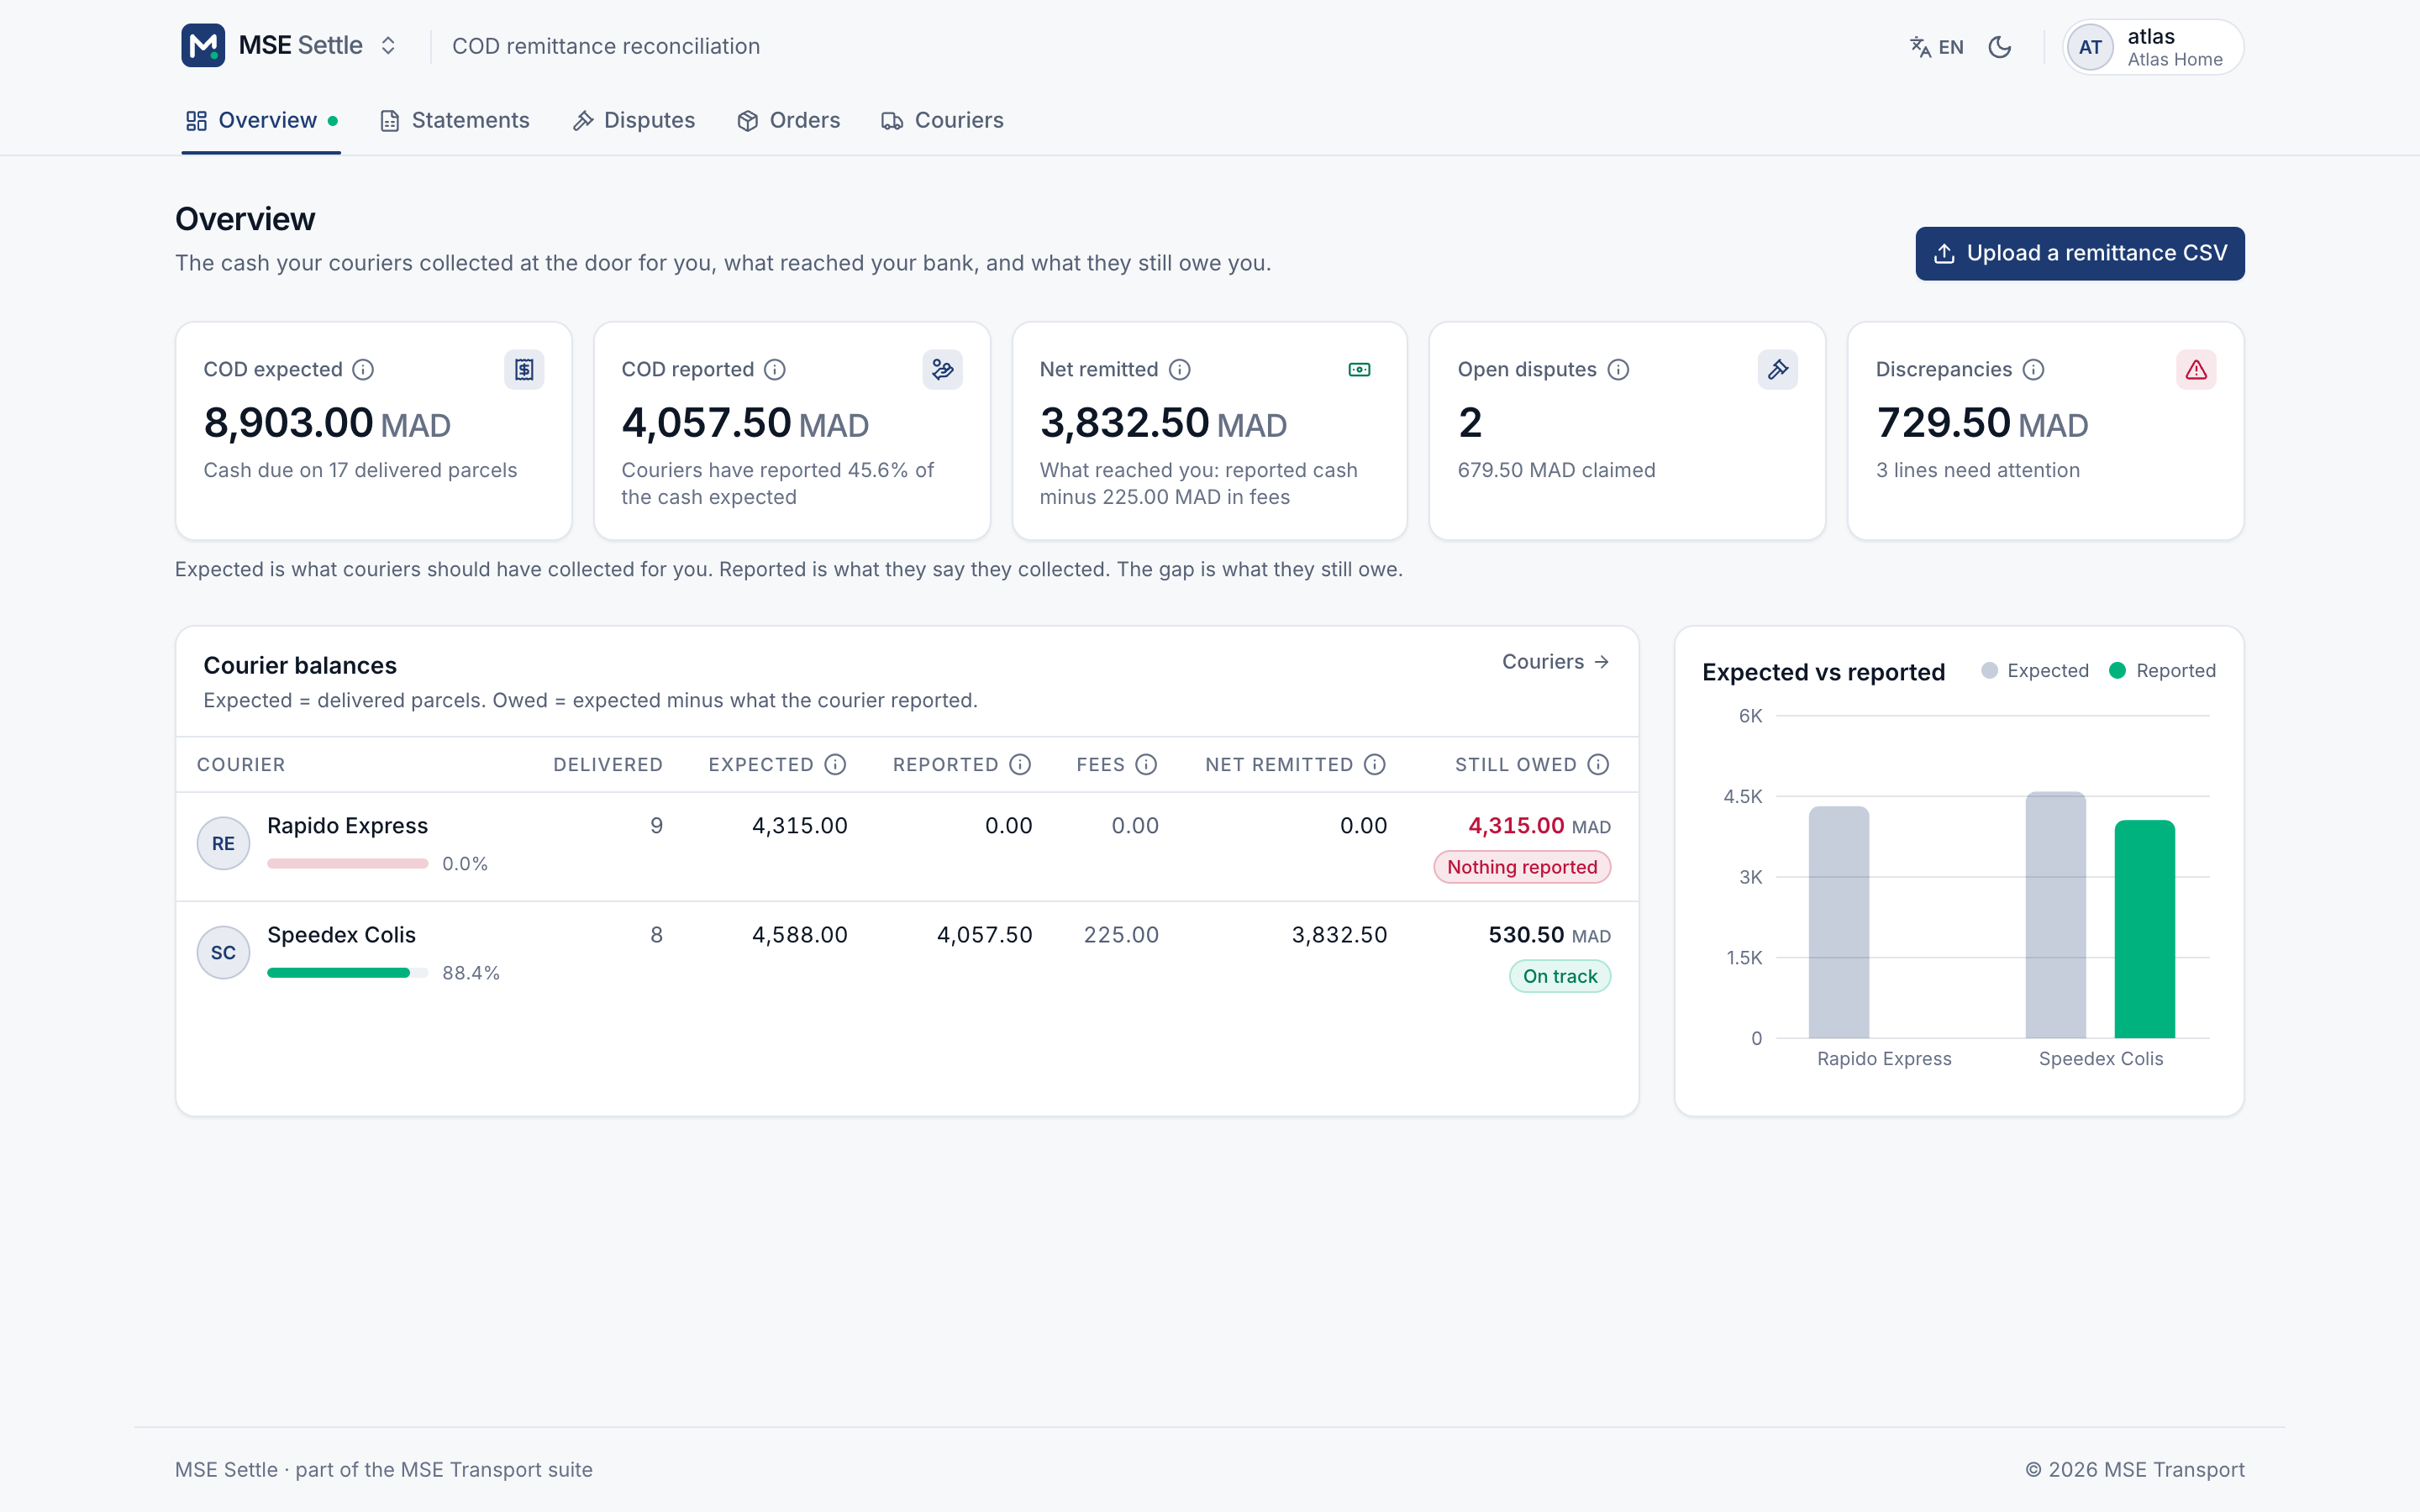 MSE Settle
COD remittance reconciliation
EN
AT
atlas
Atlas Home
Overview
Statements
Disputes
Orders
Couriers
Overview
The cash your couriers collected at the door for you, what reached your bank, and what they still owe you.
Upload a remittance CSV
COD expected
8,903.00 MAD
Cash due on 17 delivered parcels
COD reported
4,057.50 MAD
Couriers have reported 45.6% of
the cash expected
Net remitted
3,832.50 MAD
What reached you: reported cash
minus 225.00 MAD in fees
Open disputes
2
679.50 MAD claimed
Discrepancies
729.50 MAD
3 lines need attention
Expected is what couriers should have collected for you. Reported is what they say they collected. The gap is what they still owe.
Courier balances
Couriers →
Expected = delivered parcels. Owed = expected minus what the courier reported.
COURIER DELIVERED EXPECTED REPORTED FEES NET REMITTED STILL OWED
RE Rapido Express 9 4,315.00 0.00 0.00 0.00 4,315.00 MAD
0.0% Nothing reported
SC Speedex Colis 8 4,588.00 4,057.50 225.00 3,832.50 530.50 MAD
88.4% On track
Expected vs reported
Expected
Reported
6K
4.5K
3K
1.5K
0
Rapido Express
Speedex Colis
MSE Settle · part of the MSE Transport suite
© 2026 MSE Transport